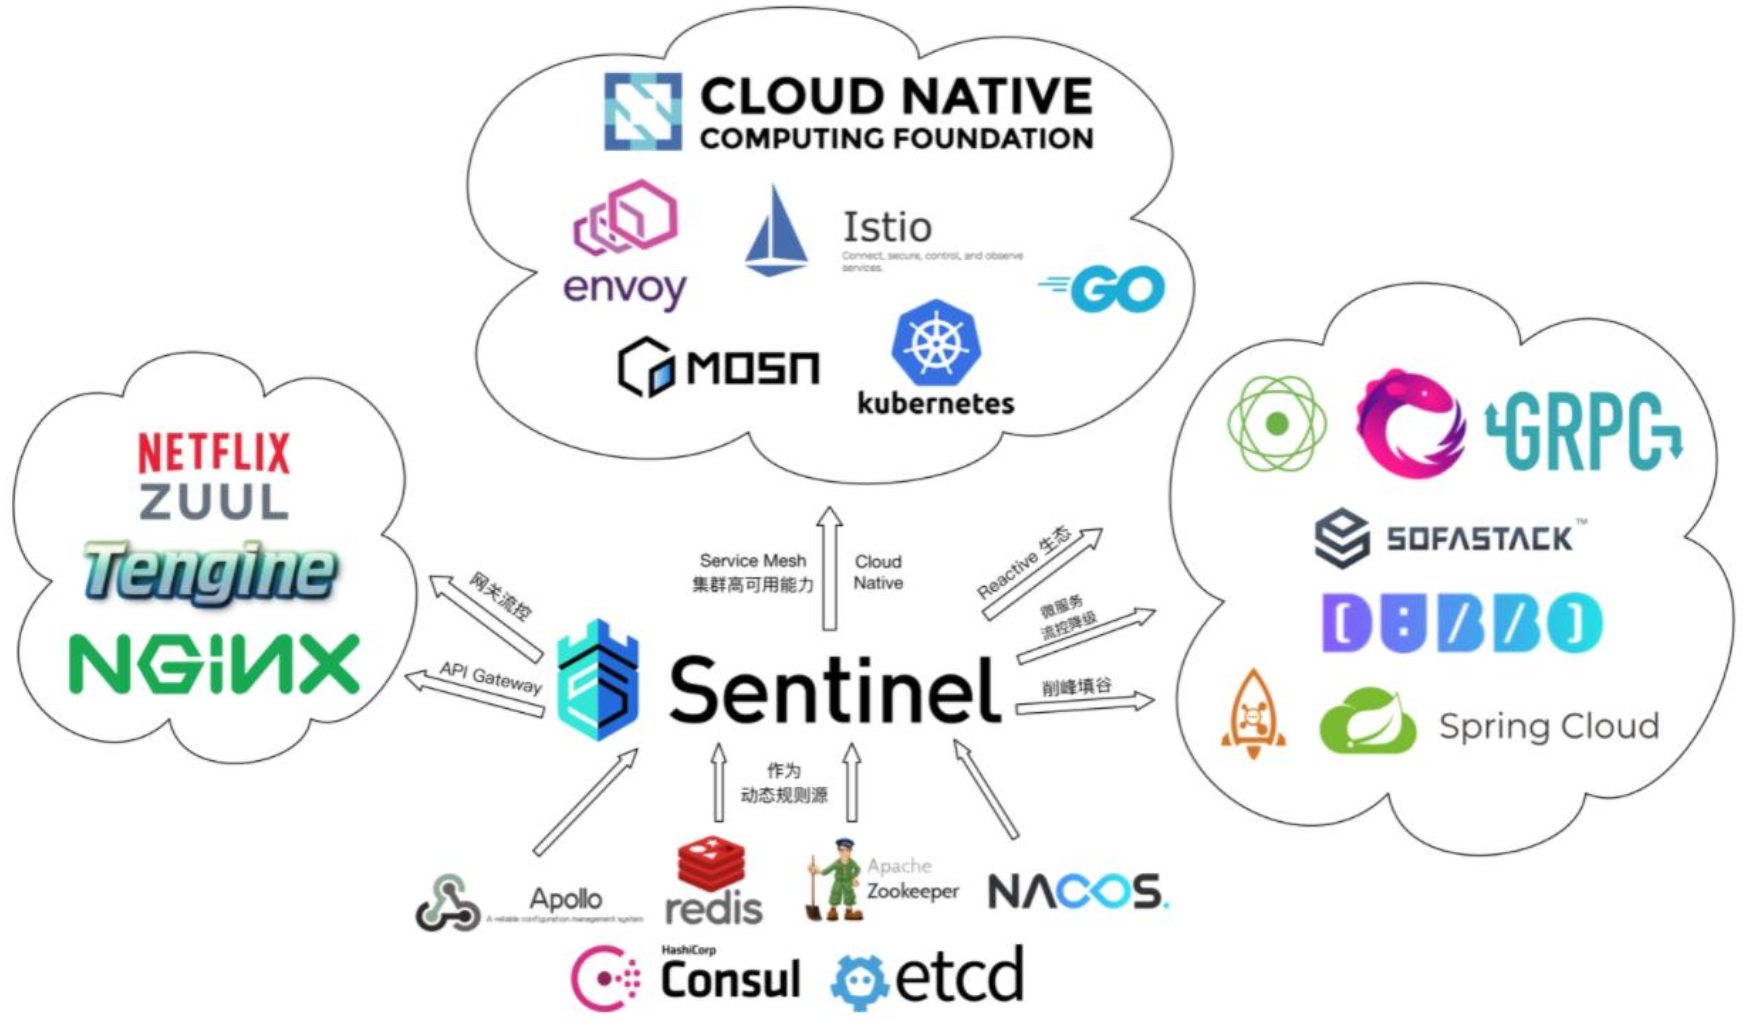 CLOUD NATIVE
COMPUTING FOUNDATION
envoy
Istio
Connect, secure, control, and observe
services.
GO
MOSN
kubernetes
NETFLIX
ZUUL
Tengine
NGINX
GRPC
SOFASTACK™
DUBBO
Spring Cloud
Service Mesh
集群高可用能力
Cloud
Native
Reactive 生态
微服务
流控降级
削峰填谷
网关流控
API Gateway
Sentinel
作为
动态规则源
Apollo
A reliable configuration management system
redis
Apache
Zookeeper
NACOS.
HashiCorp
Consul
etcd